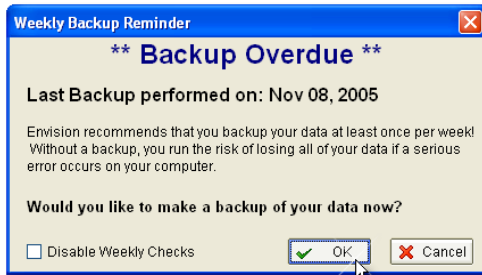 Weekly Backup Reminder
** Backup Overdue **
Last Backup performed on: Nov 08, 2005
Envision recommends that you backup your data at least once per week!
Without a backup, you run the risk of losing all of your data if a serious
error occurs on your computer.
Would you like to make a backup of your data now?
Disable Weekly Checks OK Cancel